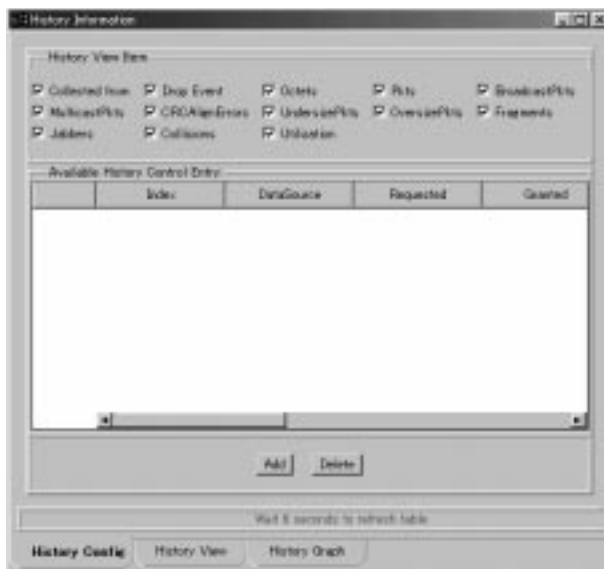 History Information
History View Item
Collected from Drop Event Octets Pkts BroadcastPkts
MulticastPkts CRCAlignErrors UndersizePkts OversizePkts Fragments
Jabbers Collisions Utilization
Available History Control Entry
Index DataSource Requested Granted
Add Delete
Wait 6 seconds to refresh table
History Config History View History Graph